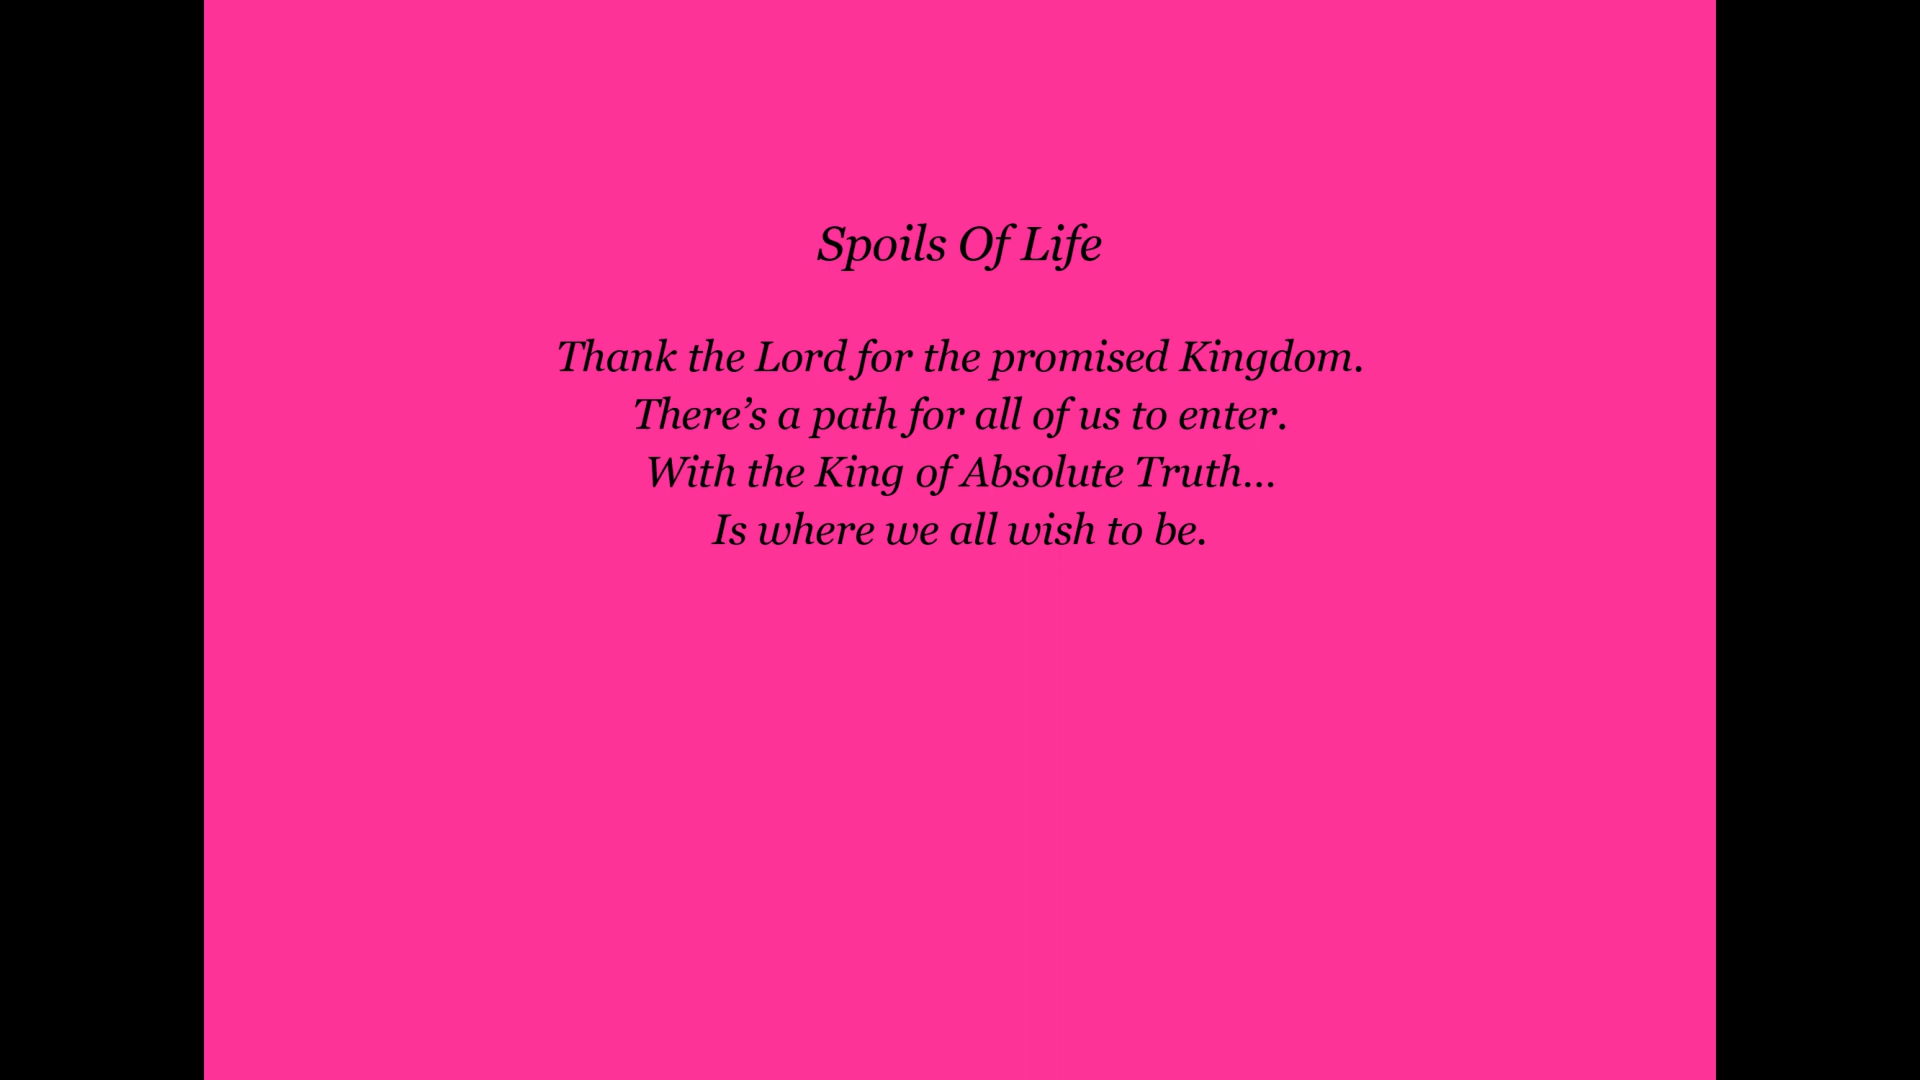 Spoils Of Life
Thank the Lord for the promised Kingdom.
There’s a path for all of us to enter.
With the King of Absolute Truth...
Is where we all wish to be.